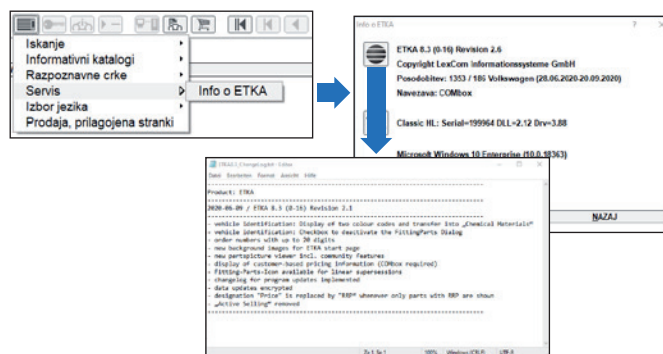 Iskanje
Informativni katalogi
Razpoznavne crke
Servis
Info o ETKA
Izbor jezika
Prodaja, prilagojena stranki
Info o ETKA
ETKA 8.3 (0-16) Revision 2.6
Copyright LexCom Informationssysteme GmbH
Posodobitev: 1353 / 186 Volkswagen (28.06.2020-20.09.2020)
Navezava: COMbox
Classic HL: Serial=199964 DLL=2.12 Drv=3.88
Microsoft Windows 10 Enterprise (10.0.18363)
NAZAJ
Datei Bearbeiten Format Ansicht Hilfe
Product: ETKA
2020-06-09 / ETKA 8.3 (0-16) Revision 2.1
- vehicle identification: Display of two colour codes and transfer into „Chemical Materials"
- vehicle identification: Checkbox to deactivate the FittingParts Dialog
- order numbers with up to 20 digits
- new background images for ETKA start page
- new partspicture viewer incl. community features
- display of customer-based pricing information (COMbox required)
- Fitting-Parts-Icon available for linear supersessions
- changelog for program updates implemented
- data updates encrypted
- designation "Price" is replaced by "RRP" whenever only parts with RRP are shown
- „Active Selling" removed
100% Windows (CRLF) UTF-8